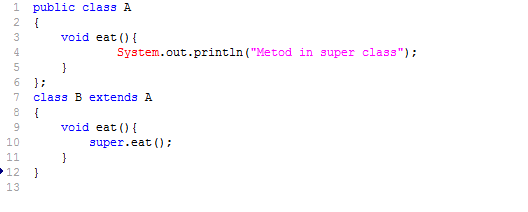 1 public class A
2 {
3     void eat(){
4             System.out.println("Metod in super class");
5     }
6 };
7 class B extends A
8 {
9     void eat(){
10         super.eat();
11     }
12 }
13